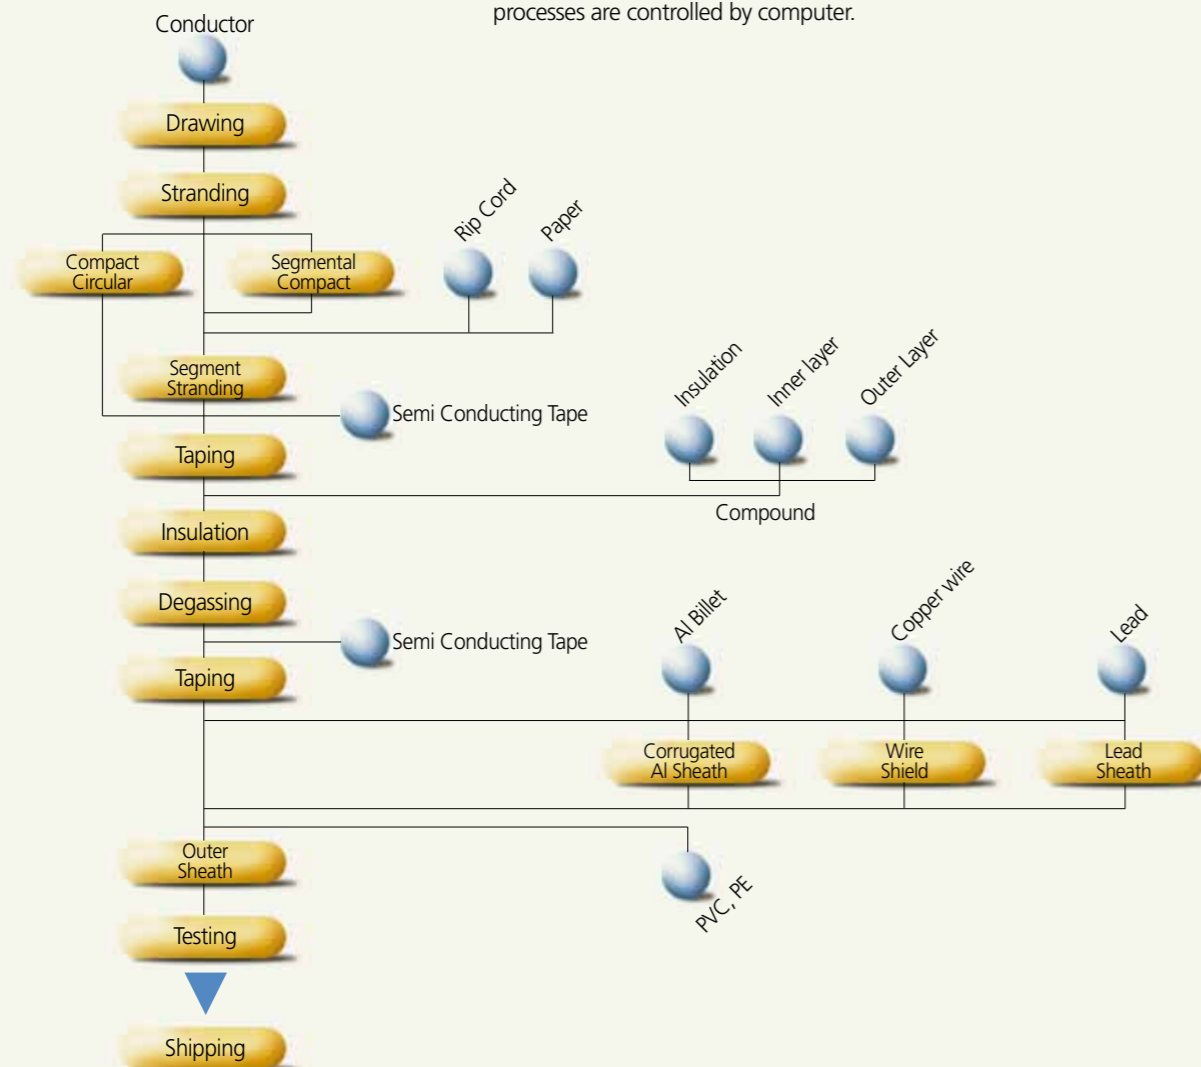 processes are controlled by computer.
Conductor
Drawing
Stranding
Compact
Circular
Segmental
Compact
Rip Cord
Paper
Segment
Stranding
Semi Conducting Tape
Taping
Insulation
Inner layer
Outer Layer
Compound
Insulation
Degassing
Semi Conducting Tape
Taping
Al Billet
Copper wire
Lead
Corrugated
Al Sheath
Wire
Shield
Lead
Sheath
Outer
Sheath
PVC, PE
Testing
Shipping